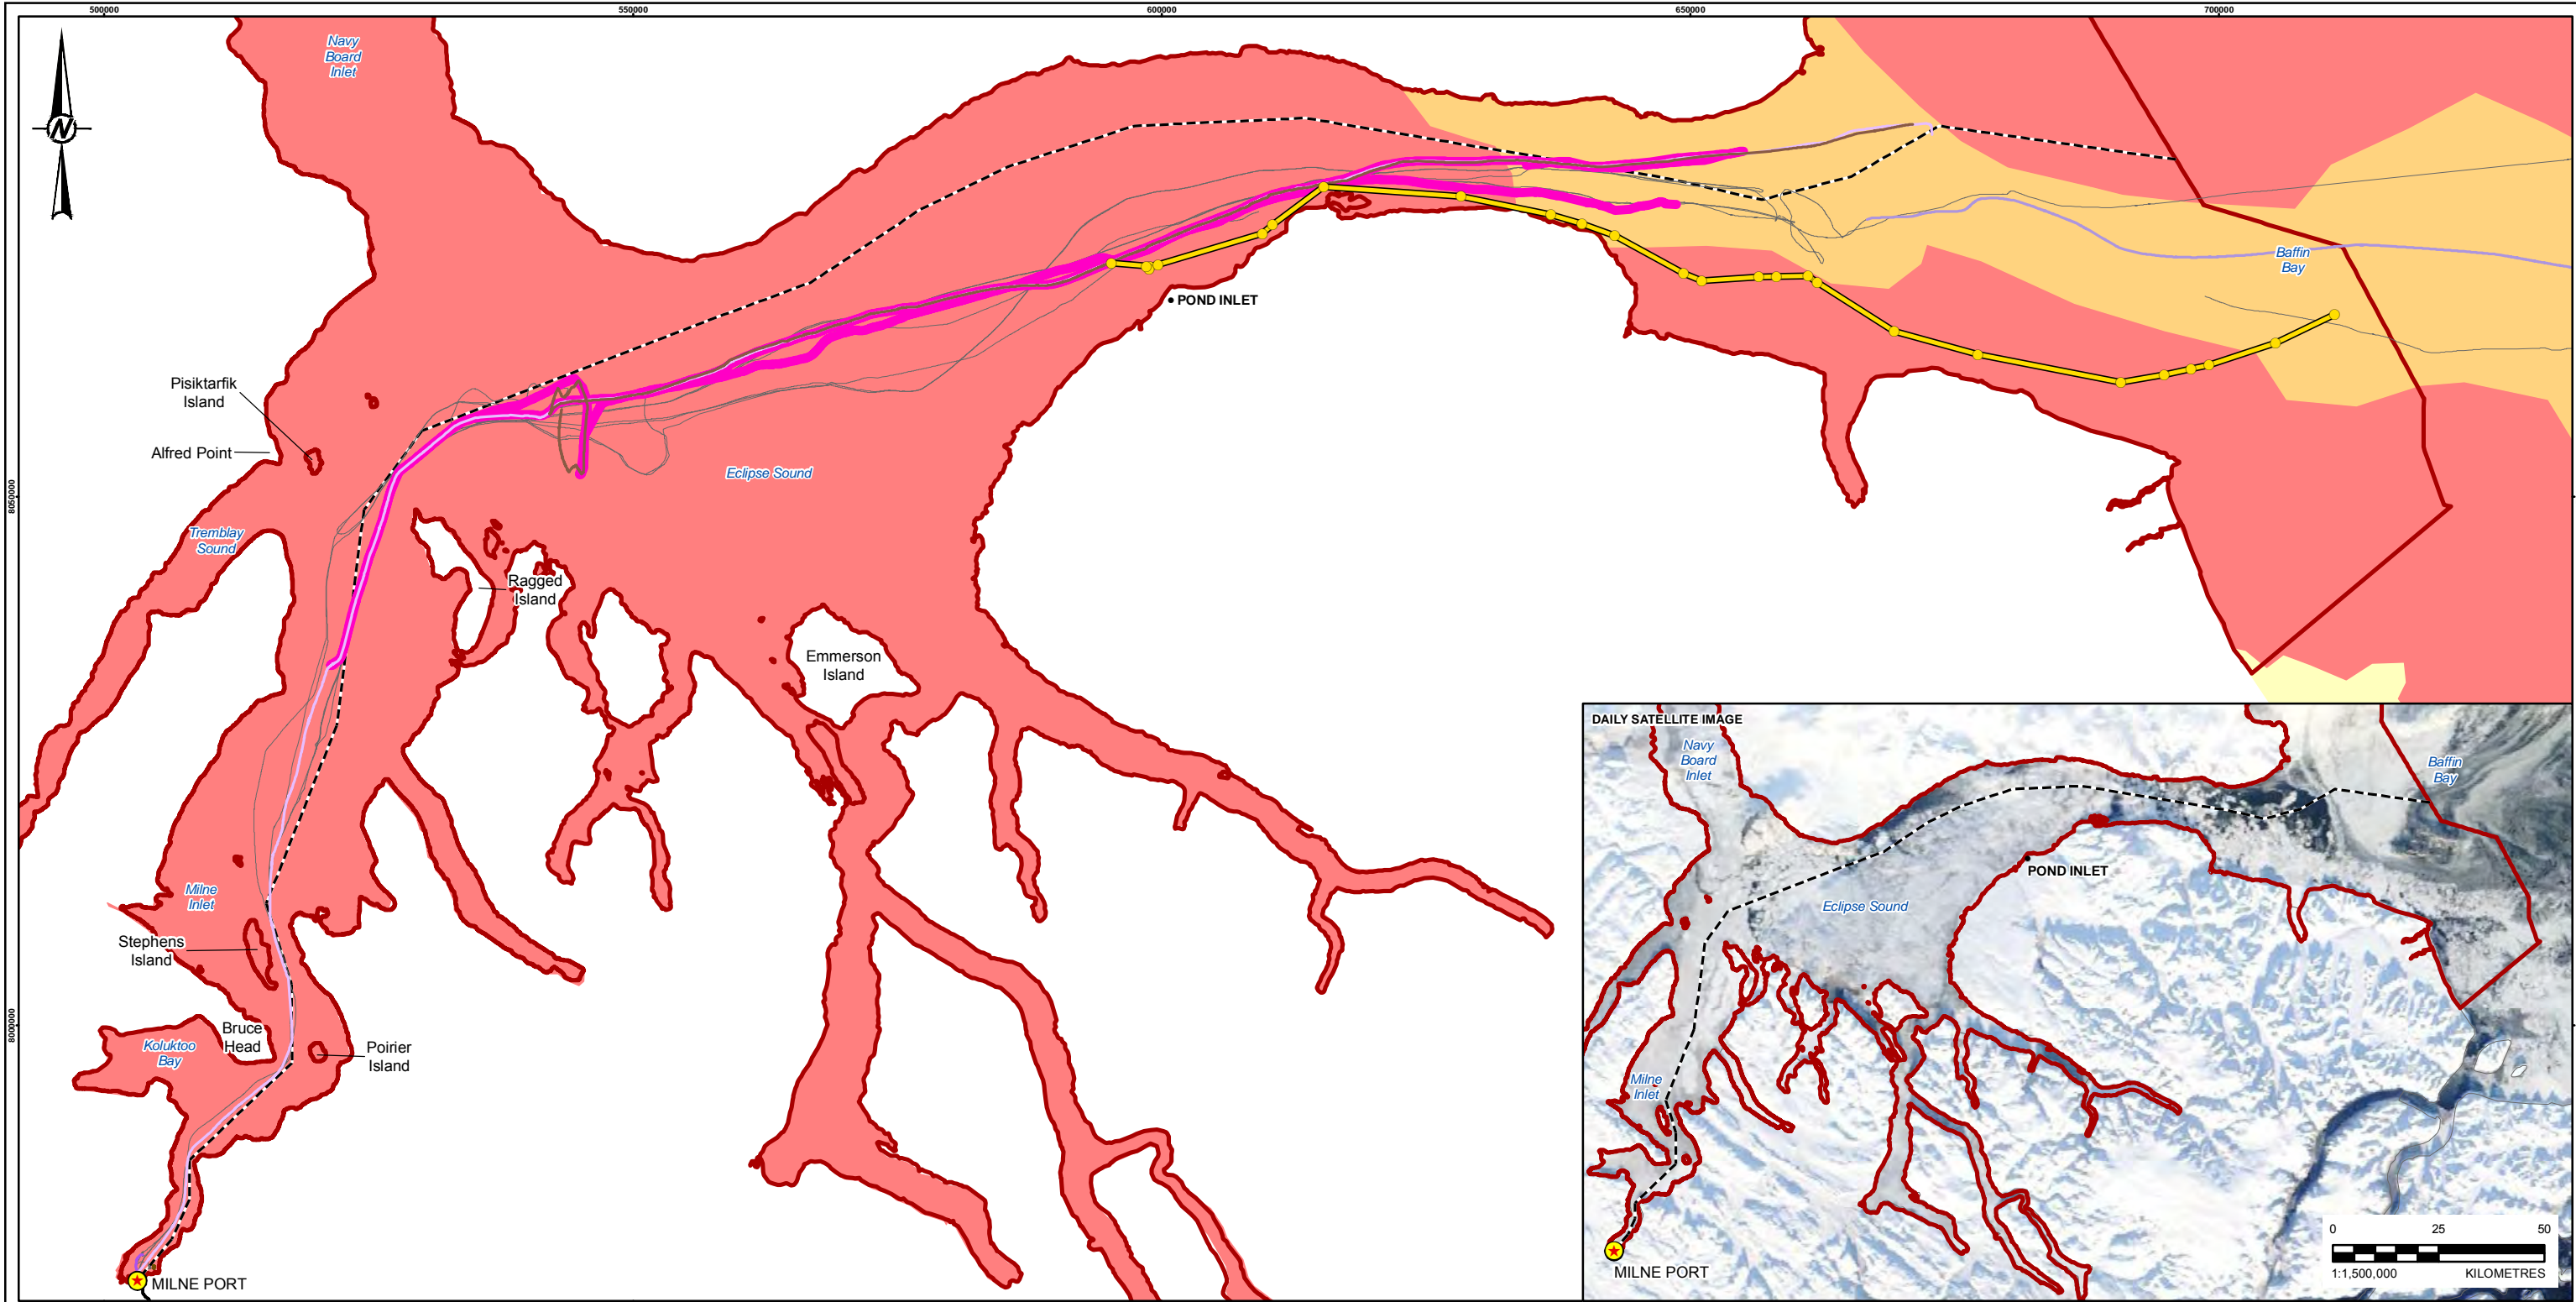 500000
550000
600000
650000
700000
Navy
Board
Inlet
N
Baffin
Bay
POND INLET
Pisiktarfik
Island
Alfred Point
Eclipse Sound
8050000
Tremblay
Sound
Ragged
Island
Emmerson
Island
Milne
Inlet
Stephens
Island
8000000
Bruce
Head
Koluktoo
Bay
Poirier
Island
MILNE PORT
DAILY SATELLITE IMAGE
Navy
Board
Inlet
Baffin
Bay
POND INLET
Eclipse Sound
Milne
Inlet
MILNE PORT
0 25 50
1:1,500,000 KILOMETRES